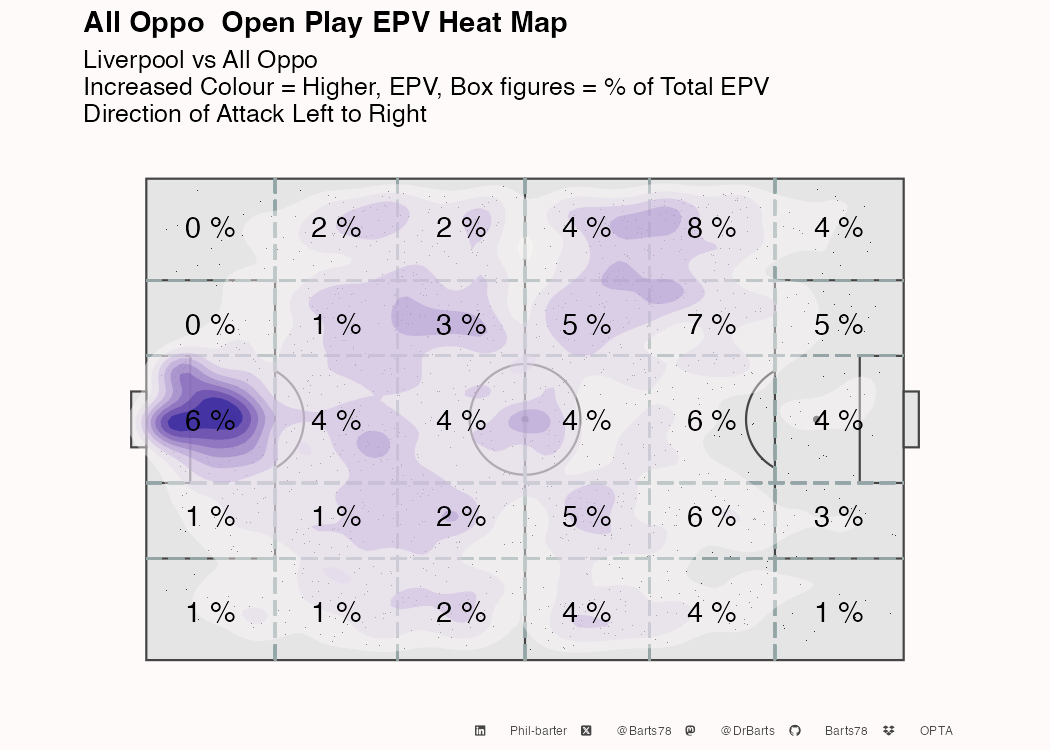 All Oppo  Open Play EPV Heat Map
Liverpool vs All Oppo
Increased Colour = Higher, EPV, Box figures = % of Total EPV
Direction of Attack Left to Right
0 % 2 % 2 % 4 % 8 % 4 %
0 % 1 % 3 % 5 % 7 % 5 %
6 % 4 % 4 % 4 % 6 % 4 %
1 % 1 % 2 % 5 % 6 % 3 %
1 % 1 % 2 % 4 % 4 % 1 %
Phil-barter @Barts78 @DrBarts Barts78 OPTA